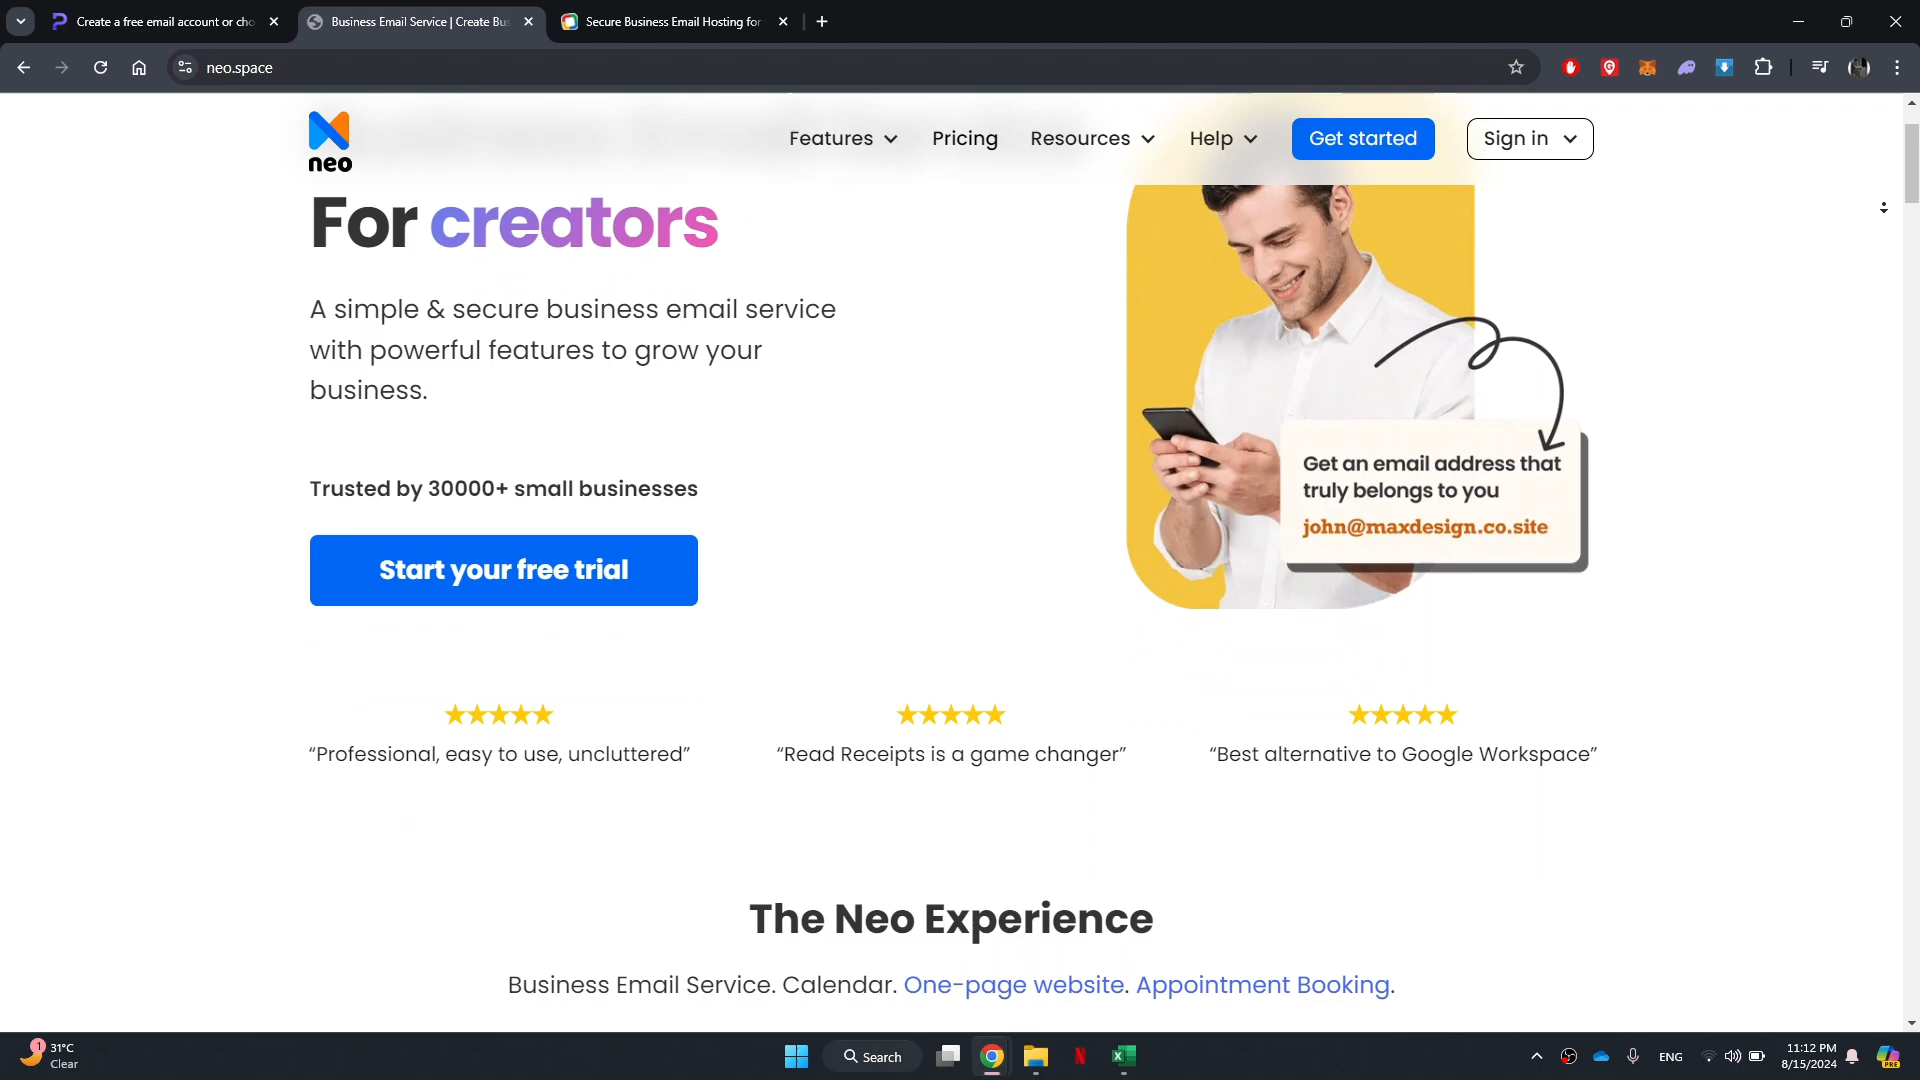 Create a free email account or cho
Business Email Service | Create Bus
Secure Business Email Hosting for
neo.space
neo
Features
Pricing
Resources
Help
Get started
Sign in
For creators
A simple & secure business email service
with powerful features to grow your
business.
Trusted by 30000+ small businesses
Start your free trial
Get an email address that
truly belongs to you
john@maxdesign.co.site
“Professional, easy to use, uncluttered”
“Read Receipts is a game changer”
“Best alternative to Google Workspace”
The Neo Experience
Business Email Service. Calendar. One-page website. Appointment Booking.
1
31°C
Clear
Search
ENG
11:12 PM
8/15/2024
PRE